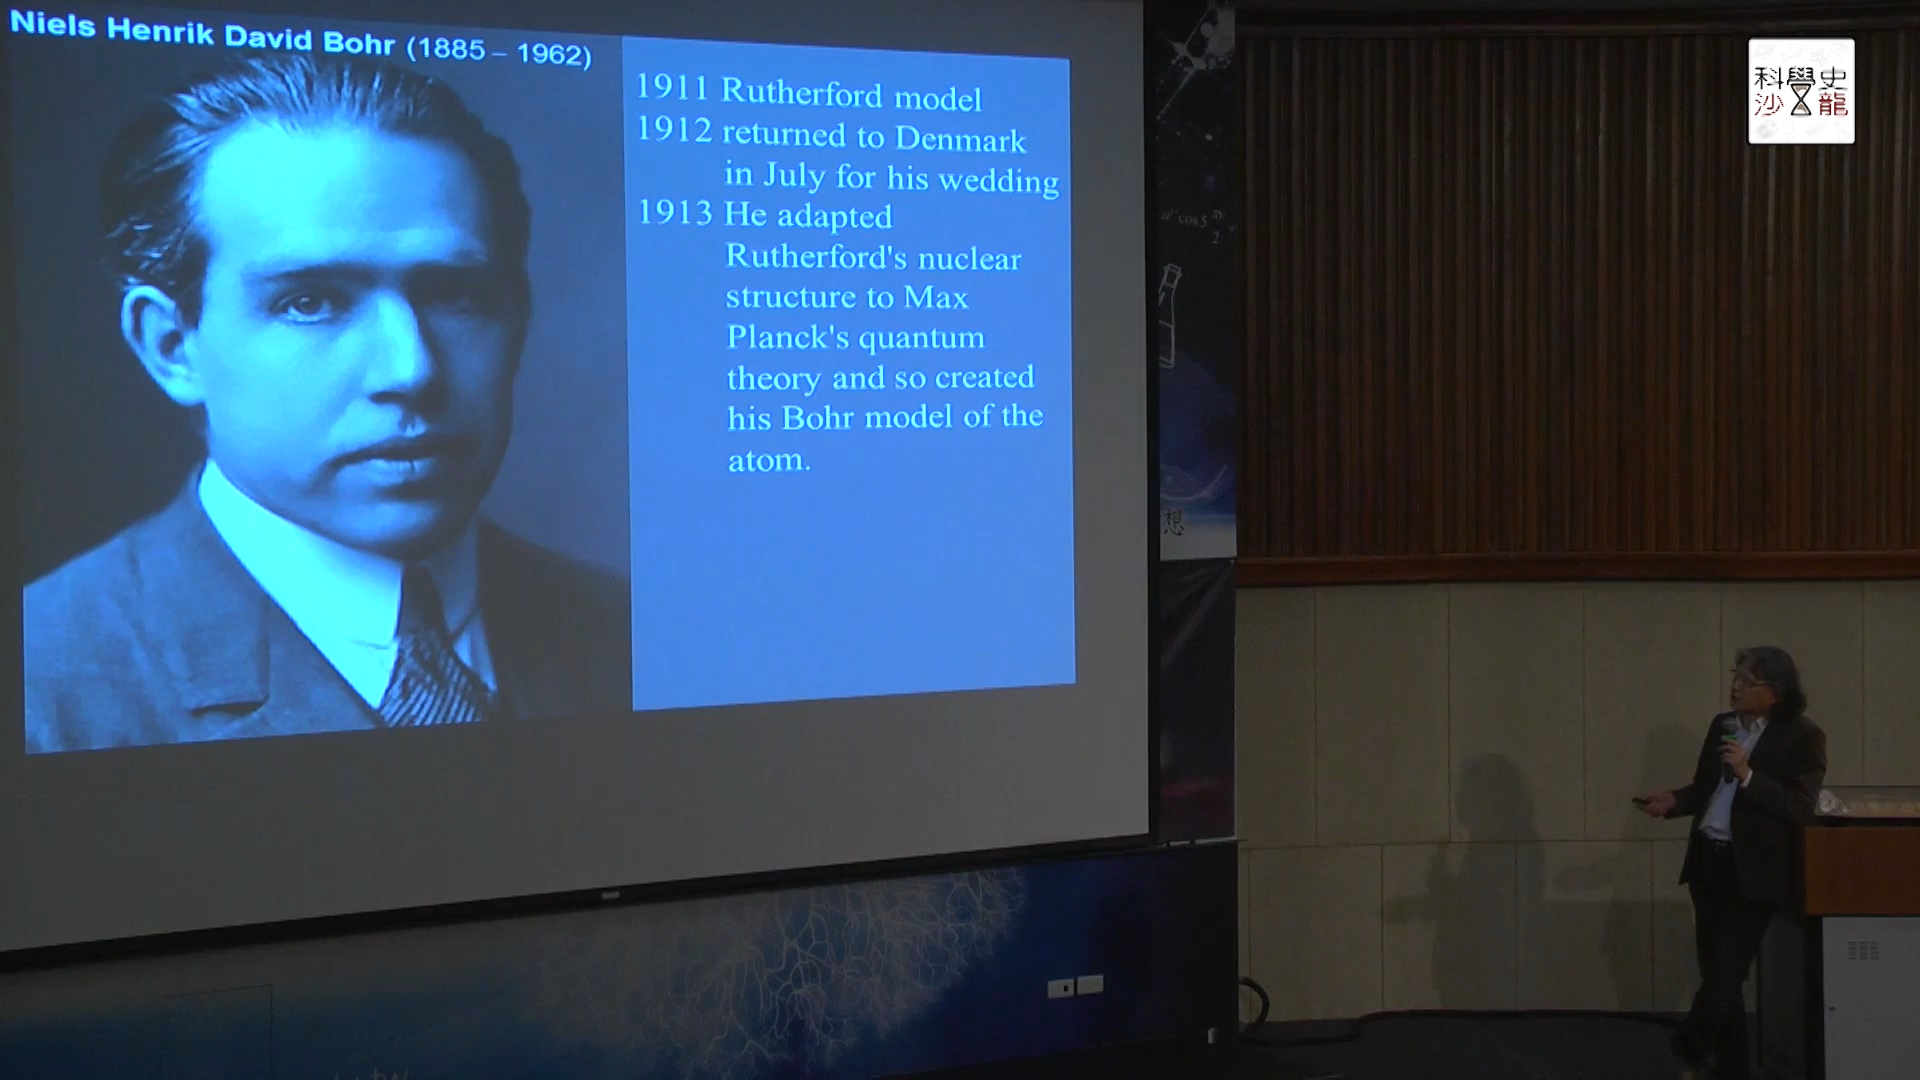 Niels Henrik David Bohr (1885 – 1962)
1911 Rutherford model
1912 returned to Denmark
in July for his wedding
1913 He adapted
Rutherford's nuclear
structure to Max
Planck's quantum
theory and so created
his Bohr model of the
atom.
科學史
沙龍
想